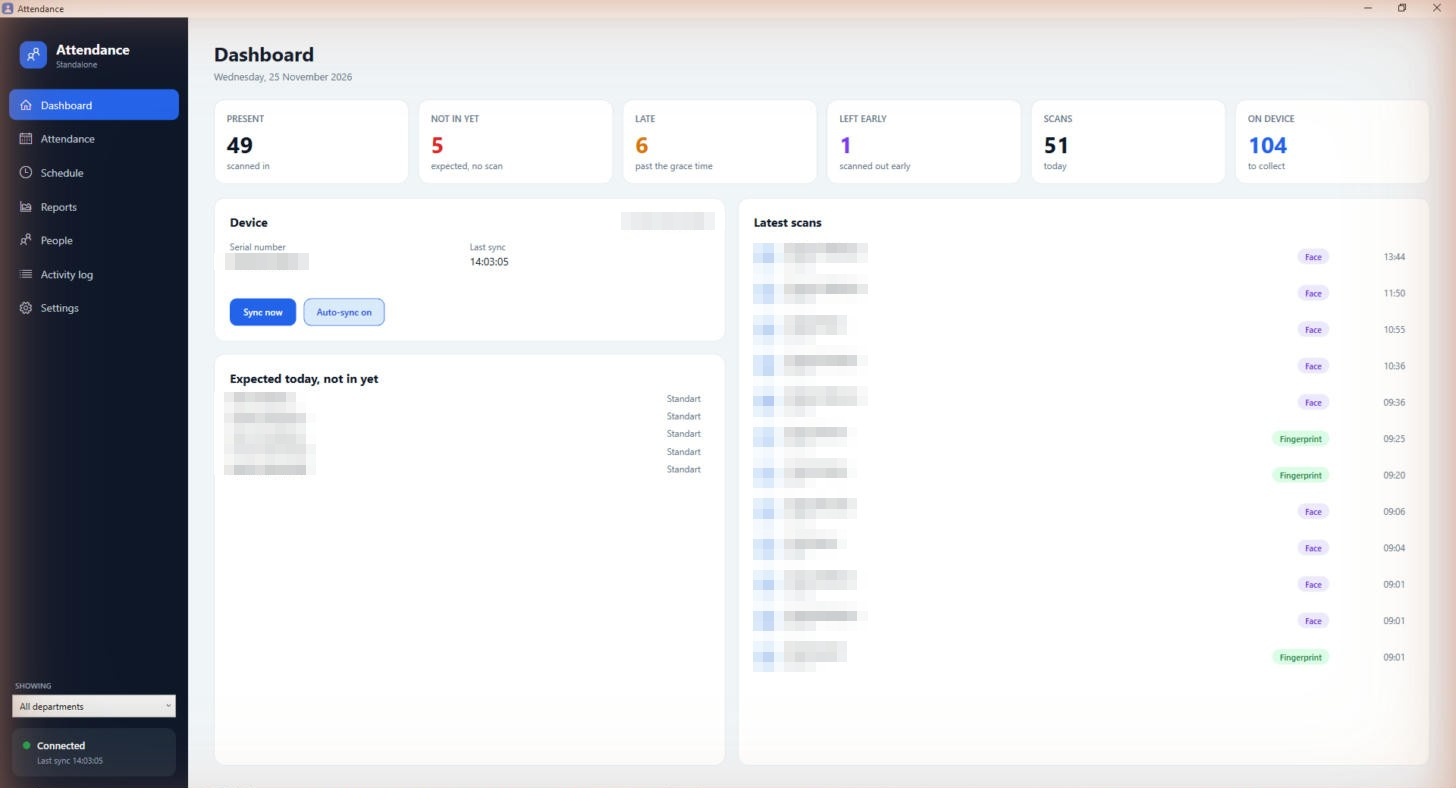 Attendance
Attendance
Standalone
Dashboard
Attendance
Schedule
Reports
People
Activity log
Settings
SHOWING
All departments
Connected
Last sync 14:03:05
Dashboard
Wednesday, 25 November 2026
PRESENT
49
scanned in
NOT IN YET
5
expected, no scan
LATE
6
past the grace time
LEFT EARLY
1
scanned out early
SCANS
51
today
ON DEVICE
104
to collect
Device
Serial number
Last sync
14:03:05
Sync now
Auto-sync on
Expected today, not in yet
Standart
Standart
Standart
Standart
Standart
Latest scans
Face 13:44
Face 11:50
Face 10:55
Face 10:36
Face 09:36
Fingerprint 09:25
Fingerprint 09:20
Face 09:06
Face 09:04
Face 09:01
Face 09:01
Fingerprint 09:01